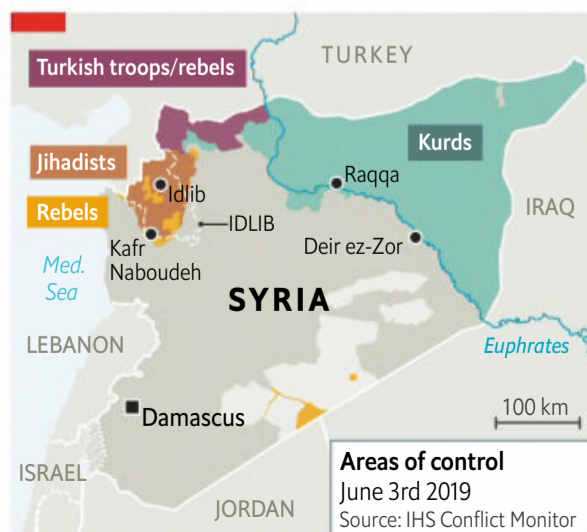 TURKEY
Turkish troops/rebels
Kurds
Jihadists
Idlib
Raqqa
IRAQ
Rebels
IDLIB
Deir ez-Zor
Kafr
Naboudeh
Med.
Sea
SYRIA
LEBANON
Euphrates
Damascus
100 km
ISRAEL
JORDAN
Areas of control
June 3rd 2019
Source: IHS Conflict Monitor